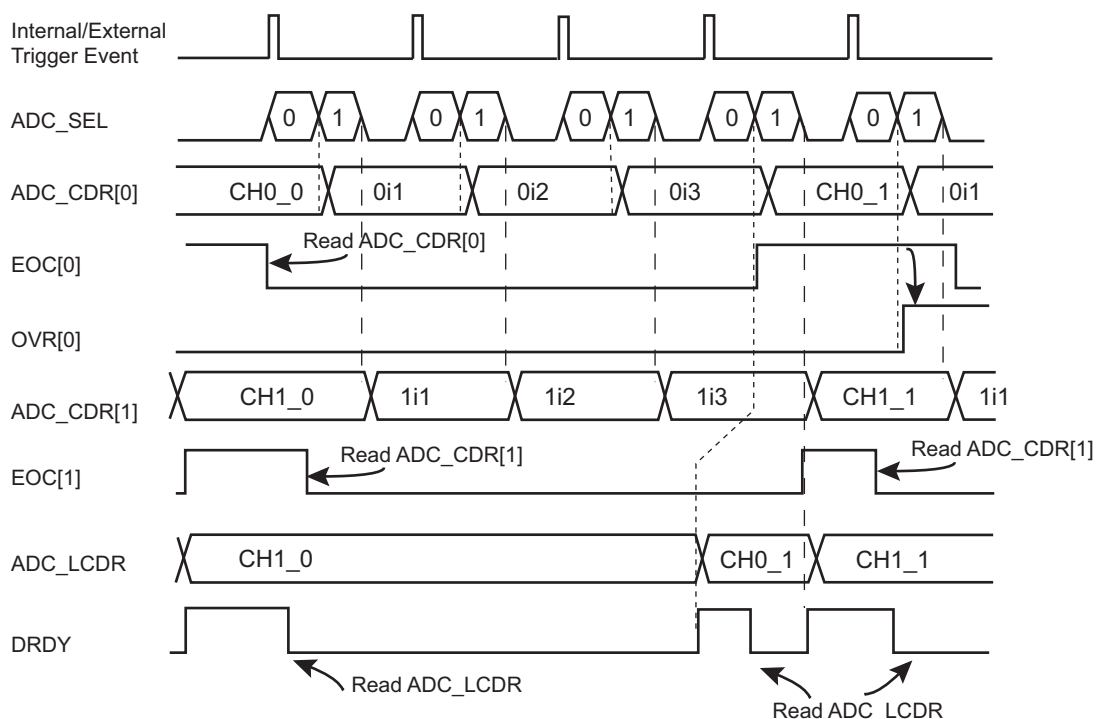 Internal/External
Trigger Event
ADC_SEL
0 1 0 1 0 1 0 1 0 1
ADC_CDR[0]
CH0_0 0i1 0i2 0i3 CH0_1 0i1
Read ADC_CDR[0]
EOC[0]
OVR[0]
ADC_CDR[1]
CH1_0 1i1 1i2 1i3 CH1_1 1i1
EOC[1]
Read ADC_CDR[1] Read ADC_CDR[1]
ADC_LCDR
CH1_0 CH0_1 CH1_1
DRDY
Read ADC_LCDR
Read ADC_LCDR